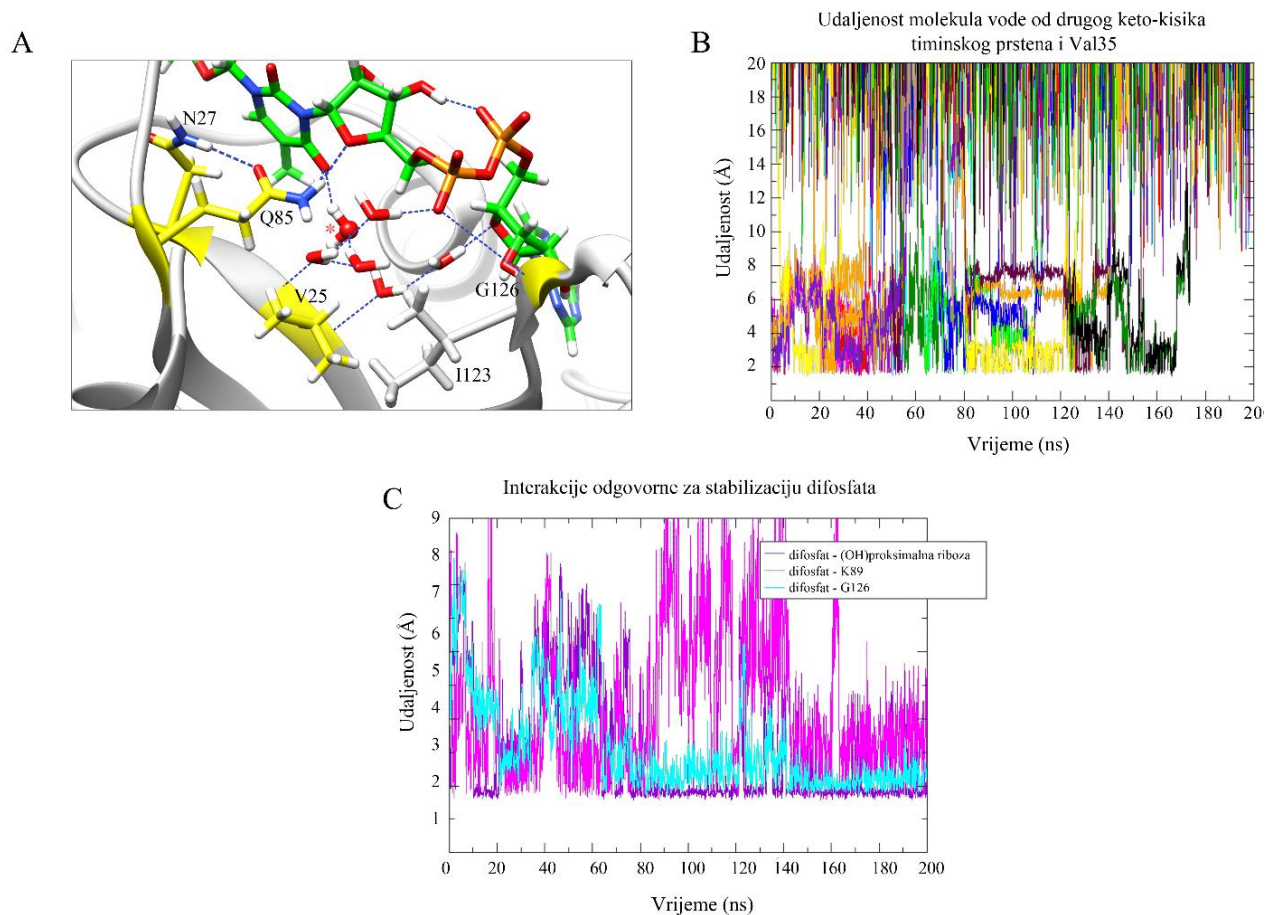 A
N27
Q85
*
V25
G126
I123
B
Udaljenost molekula vode od drugog keto-kisika
timinskog prstena i Val35
Udaljenost (Å)
20
18
16
14
12
10
8
6
4
2
0 20 40 60 80 100 120 140 160 180 20
Vrijeme (ns)
C
Interakcije odgovorne za stabilizaciju difosfata
Udaljenost (Å)
9
8
7
6
5
4
3
2
1
difosfat - (OH)proksimalna riboza
difosfat - K89
difosfat - G126
0 20 40 60 80 100 120 140 160 180 200
Vrijeme (ns)